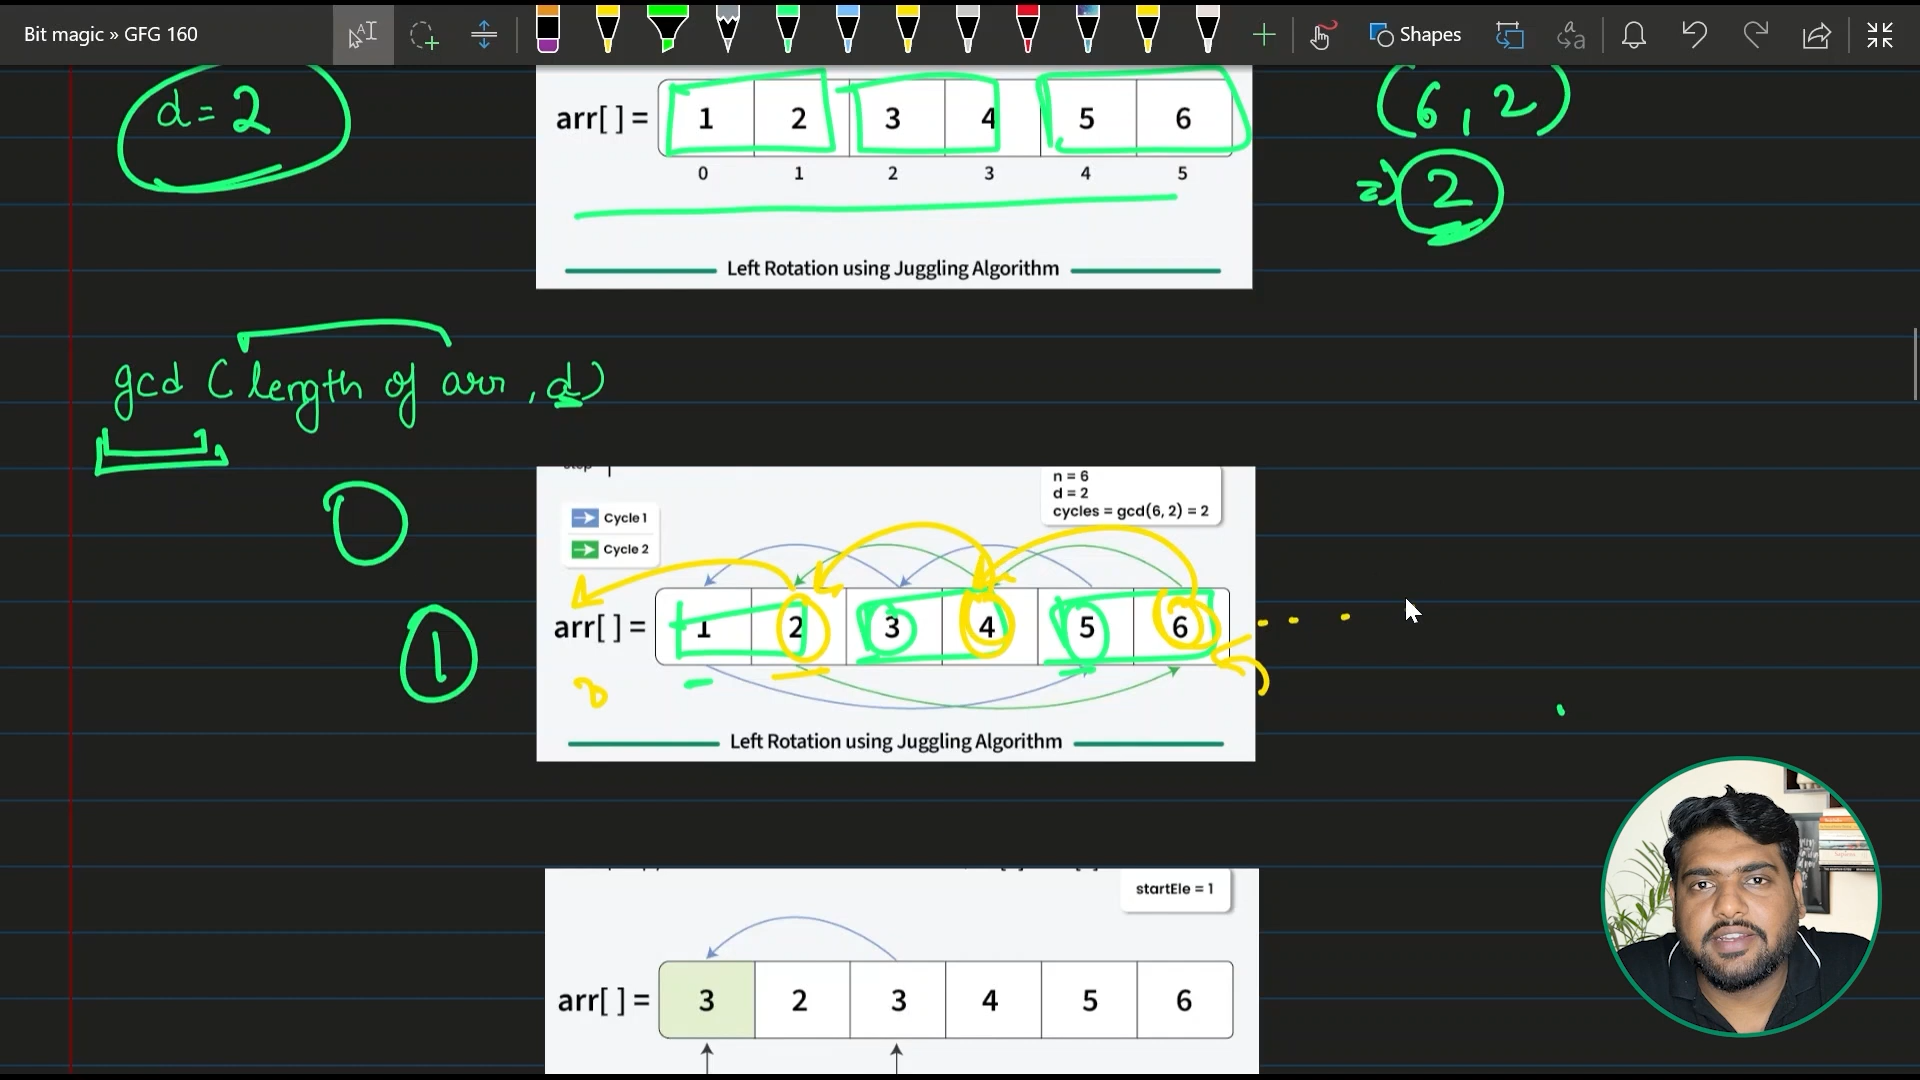 Bit magic » GFG 160
Shapes
d = 2
arr[ ] = 1 2 3 4 5 6
0 1 2 3 4 5
(6, 2)
=) 2
Left Rotation using Juggling Algorithm
gcd (length of arr, d)
0
1
n = 6
d = 2
cycles = gcd(6, 2) = 2
Cycle 1
Cycle 2
arr[ ] = 1 2 3 4 5 6
Left Rotation using Juggling Algorithm
startEle = 1
arr[ ] = 3 2 3 4 5 6